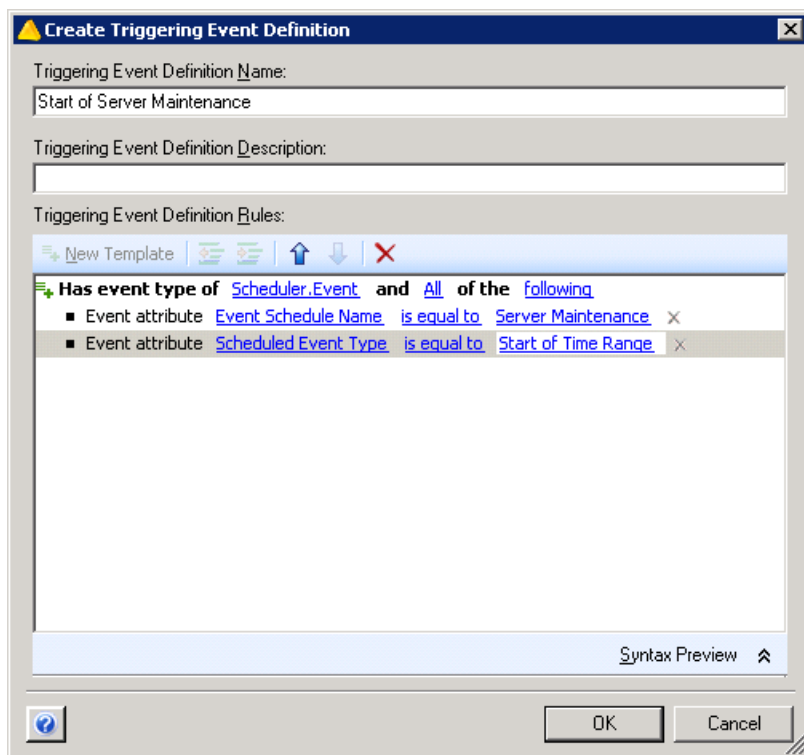 Create Triggering Event Definition
Triggering Event Definition Name:
Start of Server Maintenance
Triggering Event Definition Description:
Triggering Event Definition Rules:
New Template
Has event type of Scheduler.Event and All of the following
Event attribute Event Schedule Name is equal to Server Maintenance
Event attribute Scheduled Event Type is equal to Start of Time Range
Syntax Preview
OK Cancel